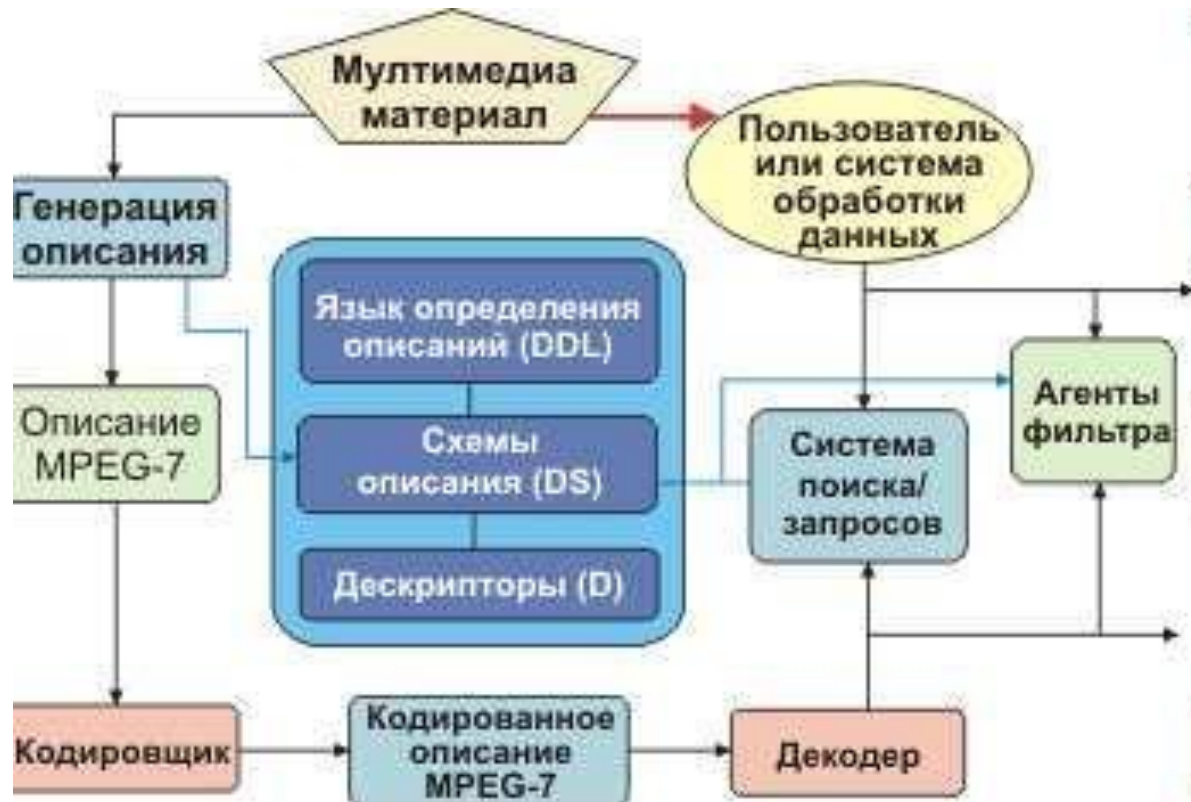 Мултимедиа
материал
Пользователь
или система
обработки
данных
Генерация
описания
Язык определения
описаний (DDL)
Описание
MPEG-7
Схемы
описания (DS)
Система
поиска/
запросов
Агенты
фильтра
Дескрипторы (D)
Кодировщик
Кодированное
описание
MPEG-7
Декодер